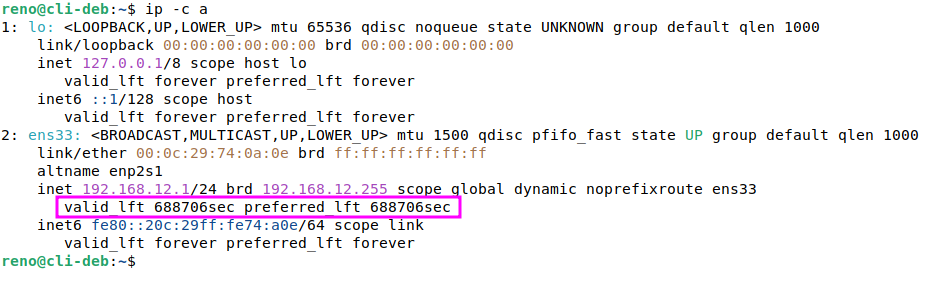 reno@cli-deb:~$ ip -c a
1: lo: <LOOPBACK,UP,LOWER_UP> mtu 65536 qdisc noqueue state UNKNOWN group default qlen 1000
    link/loopback 00:00:00:00:00:00 brd 00:00:00:00:00:00
    inet 127.0.0.1/8 scope host lo
       valid_lft forever preferred_lft forever
    inet6 ::1/128 scope host
       valid_lft forever preferred_lft forever
2: ens33: <BROADCAST,MULTICAST,UP,LOWER_UP> mtu 1500 qdisc pfifo_fast state UP group default qlen 1000
    link/ether 00:0c:29:74:0a:0e brd ff:ff:ff:ff:ff:ff
    altname enp2s1
    inet 192.168.12.1/24 brd 192.168.12.255 scope global dynamic noprefixroute ens33
       valid_lft 688706sec preferred_lft 688706sec
    inet6 fe80::20c:29ff:fe74:a0e/64 scope link
       valid_lft forever preferred_lft forever
reno@cli-deb:~$